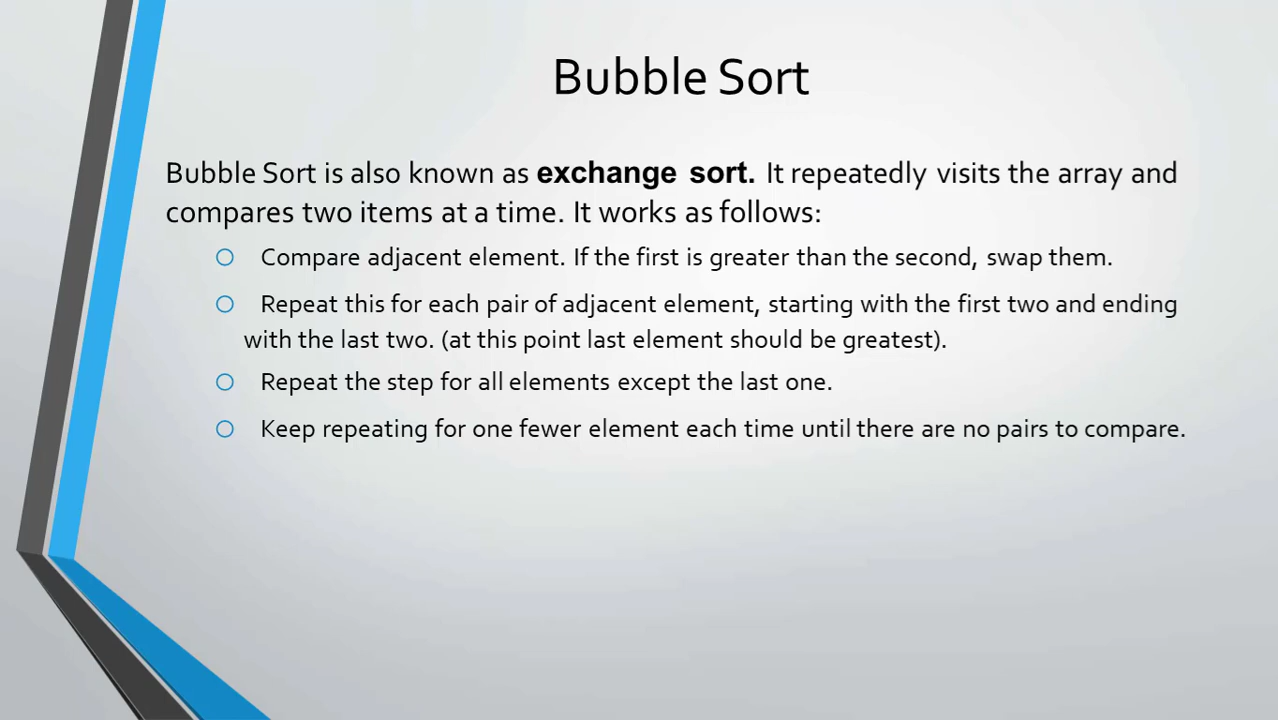 Bubble Sort
Bubble Sort is also known as exchange sort. It repeatedly visits the array and
compares two items at a time. It works as follows:
Compare adjacent element. If the first is greater than the second, swap them.
Repeat this for each pair of adjacent element, starting with the first two and ending
with the last two. (at this point last element should be greatest).
Repeat the step for all elements except the last one.
Keep repeating for one fewer element each time until there are no pairs to compare.